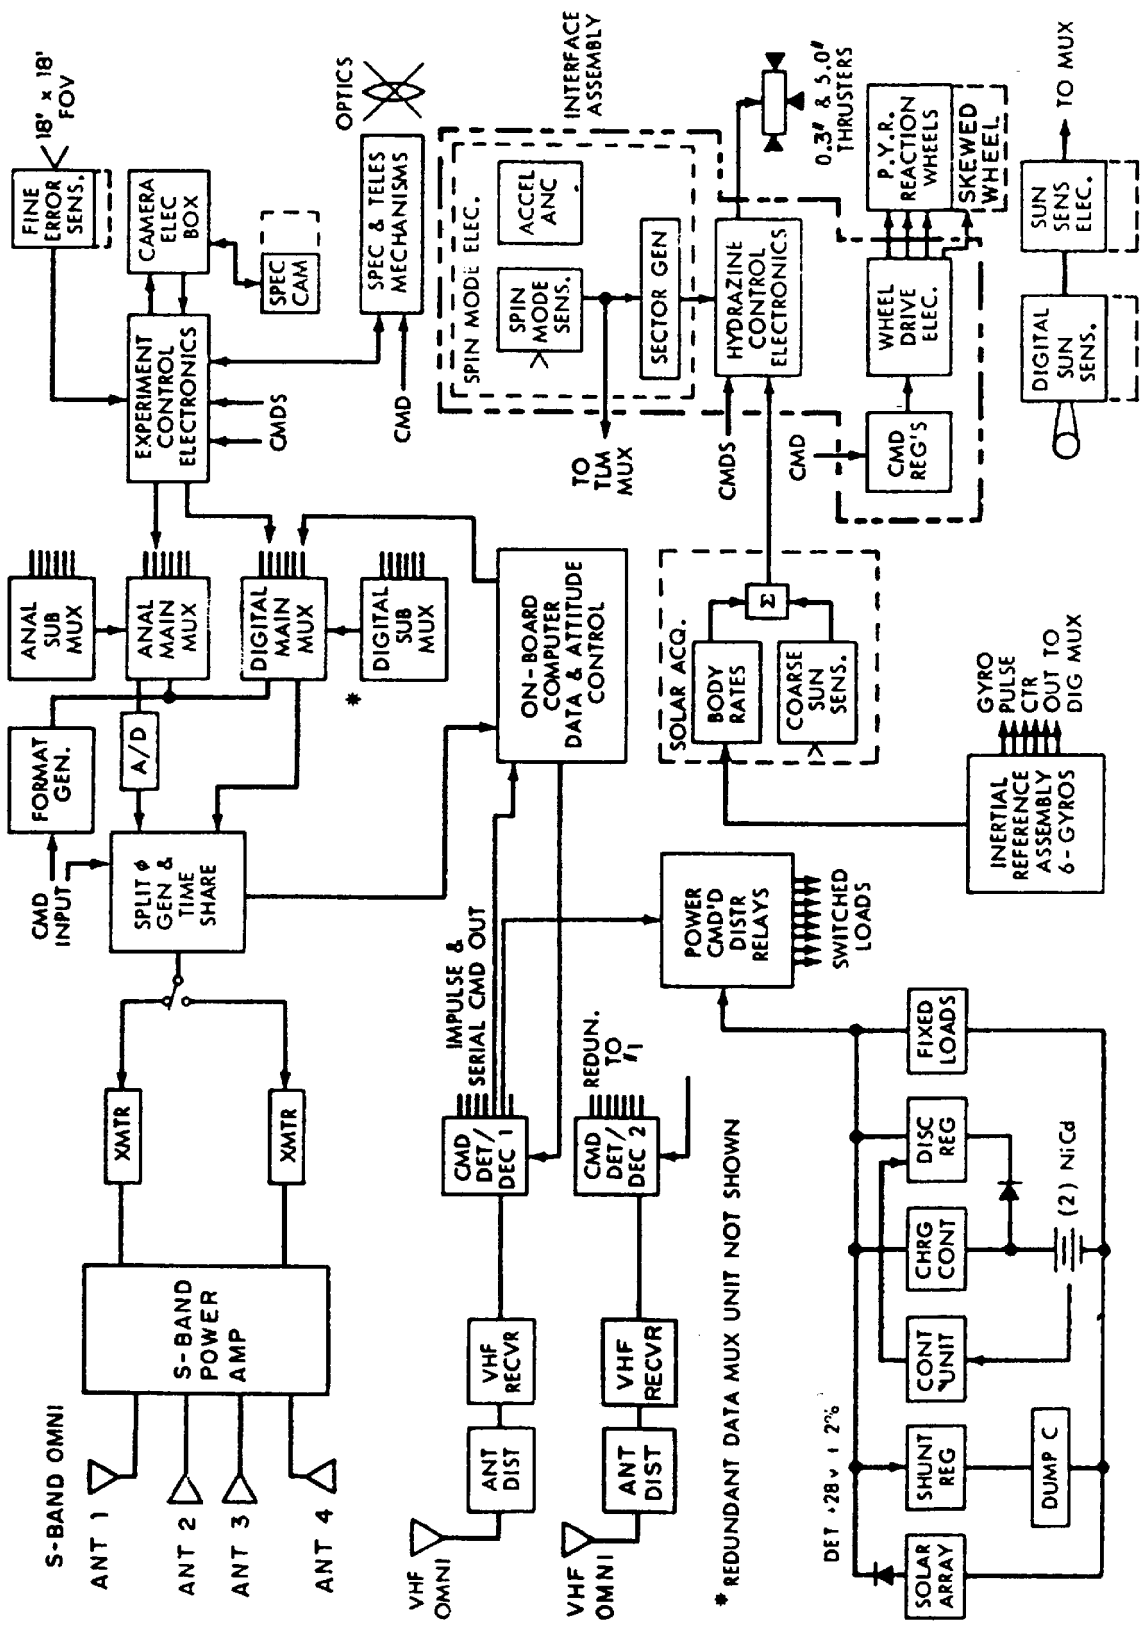 S-BAND OMNI
ANT 1
ANT 2
ANT 3
ANT 4
S-BAND
POWER
AMP
XMTR
XMTR
CMD
INPUT
SPLIT ϕ
GEN &
TIME
SHARE
FORMAT
GEN.
A/D
ANAL
SUB
MUX
ANAL
MAIN
MUX
DIGITAL
MAIN
MUX
DIGITAL
SUB
MUX
*
EXPERIMENT
CONTROL
ELECTRONICS
CMDS
FINE
ERROR
SENS.
18' x 18'
FOV
CAMERA
ELEC
BOX
SPEC
CAM
SPEC & TELES
MECHANISMS
CMD
OPTICS
VHF
OMNI
ANT
DIST
VHF
RECVR
CMD
DET/
DEC 1
IMPULSE &
SERIAL CMD OUT
VHF
OMNI
ANT
DIST
VHF
RECVR
CMD
DET/
DEC 2
REDUN.
TO
#1
ON-BOARD
COMPUTER
DATA & ATTITUDE
CONTROL
INTERFACE
ASSEMBLY
SPIN MODE ELEC.
SPIN
MODE
SENS.
ACCEL
ANC
SECTOR GEN
TO
TLM
MUX
HYDRAZINE
CONTROL
ELECTRONICS
CMDS
0.3" & 5.0"
THRUSTERS
CMD
CMD
REG'S
WHEEL
DRIVE
ELEC.
P.Y.R.
REACTION
WHEELS
SKEWED
WHEEL
SOLAR ACQ.
BODY
RATES
COARSE
SUN
SENS.
Σ
POWER
CMD'D
DISTR
RELAYS
SWITCHED
LOADS
INERTIAL
REFERENCE
ASSEMBLY
6-GYROS
GYRO
PULSE
CTR
OUT TO
DIG MUX
DIGITAL
SUN
SENS.
SUN
SENS
ELEC.
TO MUX
* REDUNDANT DATA MUX UNIT NOT SHOWN
DET +28v ± 2%
SOLAR
ARRAY
SHUNT
REG
DUMP C
CONT
UNIT
CHRG
CONT
DISC
REG
FIXED
LOADS
(2) NiCd